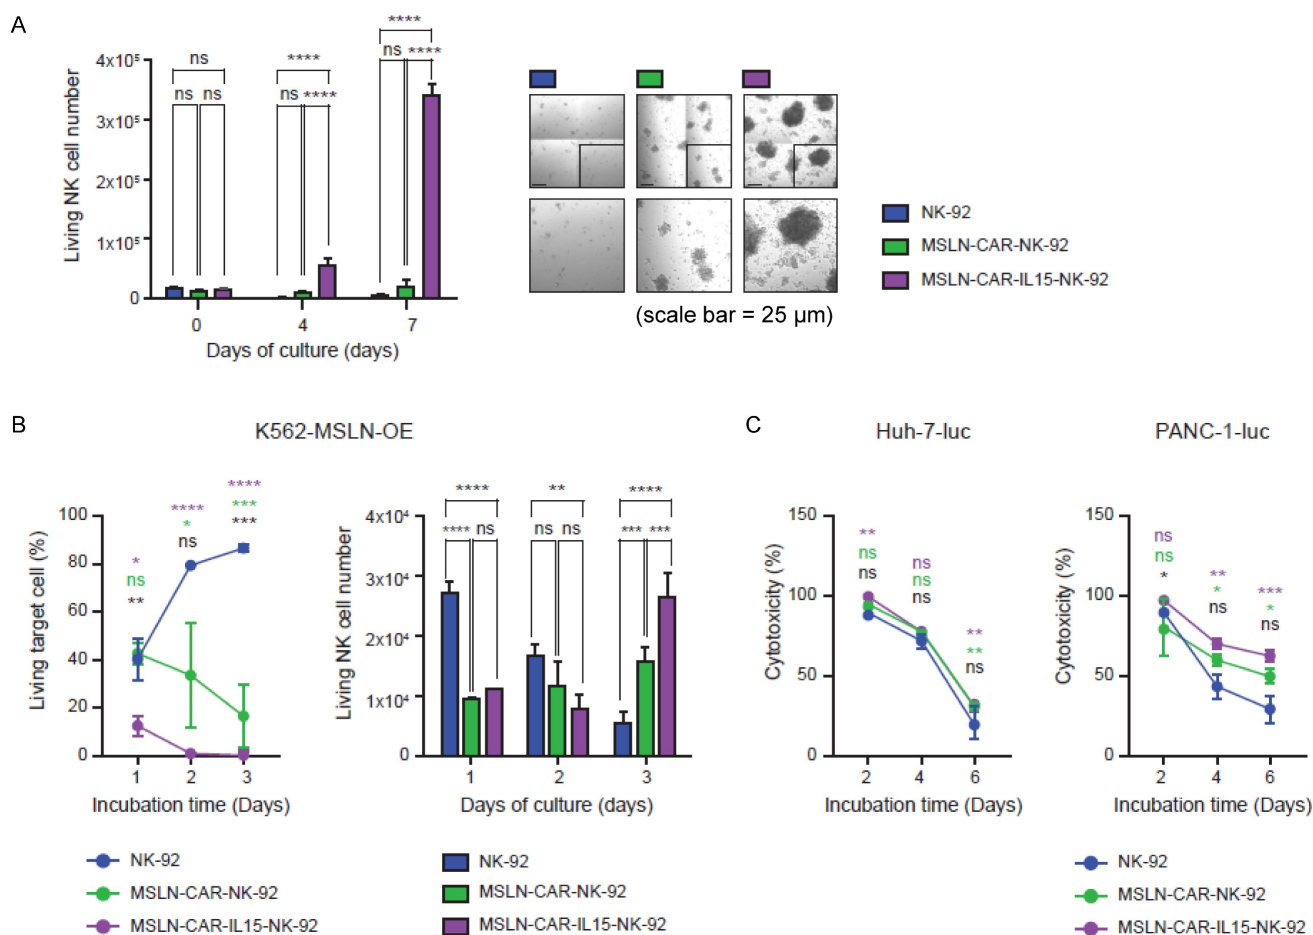 A
Living NK cell number
4x10⁵
3x10⁵
2x10⁵
1x10⁵
0
ns
ns ns
****
ns ****
****
ns ****
0 4 7
Days of culture (days)
(scale bar = 25 µm)
NK-92
MSLN-CAR-NK-92
MSLN-CAR-IL15-NK-92
B
K562-MSLN-OE
Living target cell (%)
100
80
60
40
20
0
*
ns
**
****
*
ns
****
***
***
1 2 3
Incubation time (Days)
NK-92
MSLN-CAR-NK-92
MSLN-CAR-IL15-NK-92
Living NK cell number
4x10⁴
3x10⁴
2x10⁴
1x10⁴
0
****
**** ns
**
ns ns
****
*** ***
1 2 3
Days of culture (days)
NK-92
MSLN-CAR-NK-92
MSLN-CAR-IL15-NK-92
C
Huh-7-luc
Cytotoxicity (%)
150
100
50
0
**
ns
ns
ns
ns
ns
**
**
ns
2 4 6
Incubation time (Days)
PANC-1-luc
Cytotoxicity (%)
150
100
50
0
ns
ns
*
**
*
ns
***
*
ns
2 4 6
Incubation time (Days)
NK-92
MSLN-CAR-NK-92
MSLN-CAR-IL15-NK-92